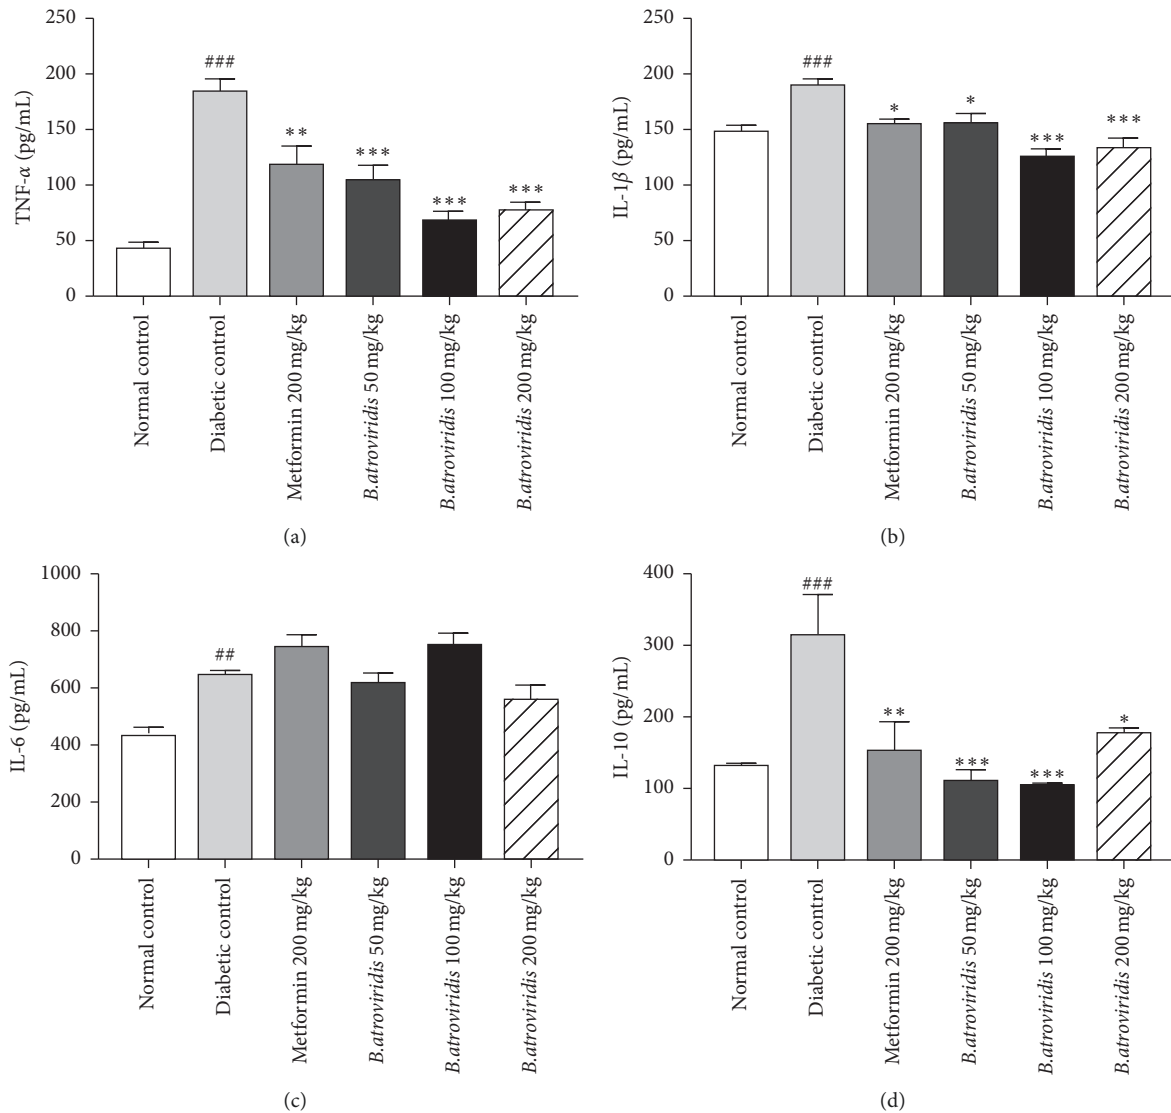 250
200
150
100
50
0
TNF-α (pg/mL)
###
**
***
***
***
Normal control
Diabetic control
Metformin 200 mg/kg
B.atroviridis 50 mg/kg
B.atroviridis 100 mg/kg
B.atroviridis 200 mg/kg
(a)
250
200
150
100
50
0
IL-1β (pg/mL)
###
*
*
***
***
Normal control
Diabetic control
Metformin 200 mg/kg
B.atroviridis 50 mg/kg
B.atroviridis 100 mg/kg
B.atroviridis 200 mg/kg
(b)
1000
800
600
400
200
0
IL-6 (pg/mL)
##
Normal control
Diabetic control
Metformin 200 mg/kg
B.atroviridis 50 mg/kg
B.atroviridis 100 mg/kg
B.atroviridis 200 mg/kg
(c)
400
300
200
100
0
IL-10 (pg/mL)
###
**
***
***
*
Normal control
Diabetic control
Metformin 200 mg/kg
B.atroviridis 50 mg/kg
B.atroviridis 100 mg/kg
B.atroviridis 200 mg/kg
(d)